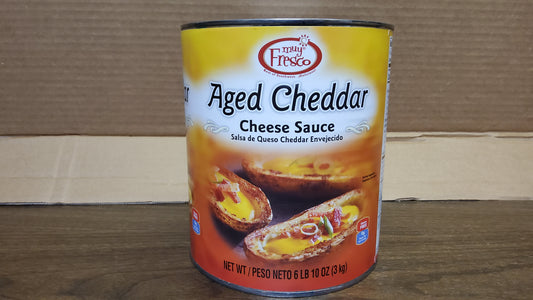 muy
Fresco
Aged Cheddar
Cheese Sauce
Salsa de Queso Cheddar Envejecido
NET WT / PESO NETO 6 LB 10 OZ (3 kg)
ar